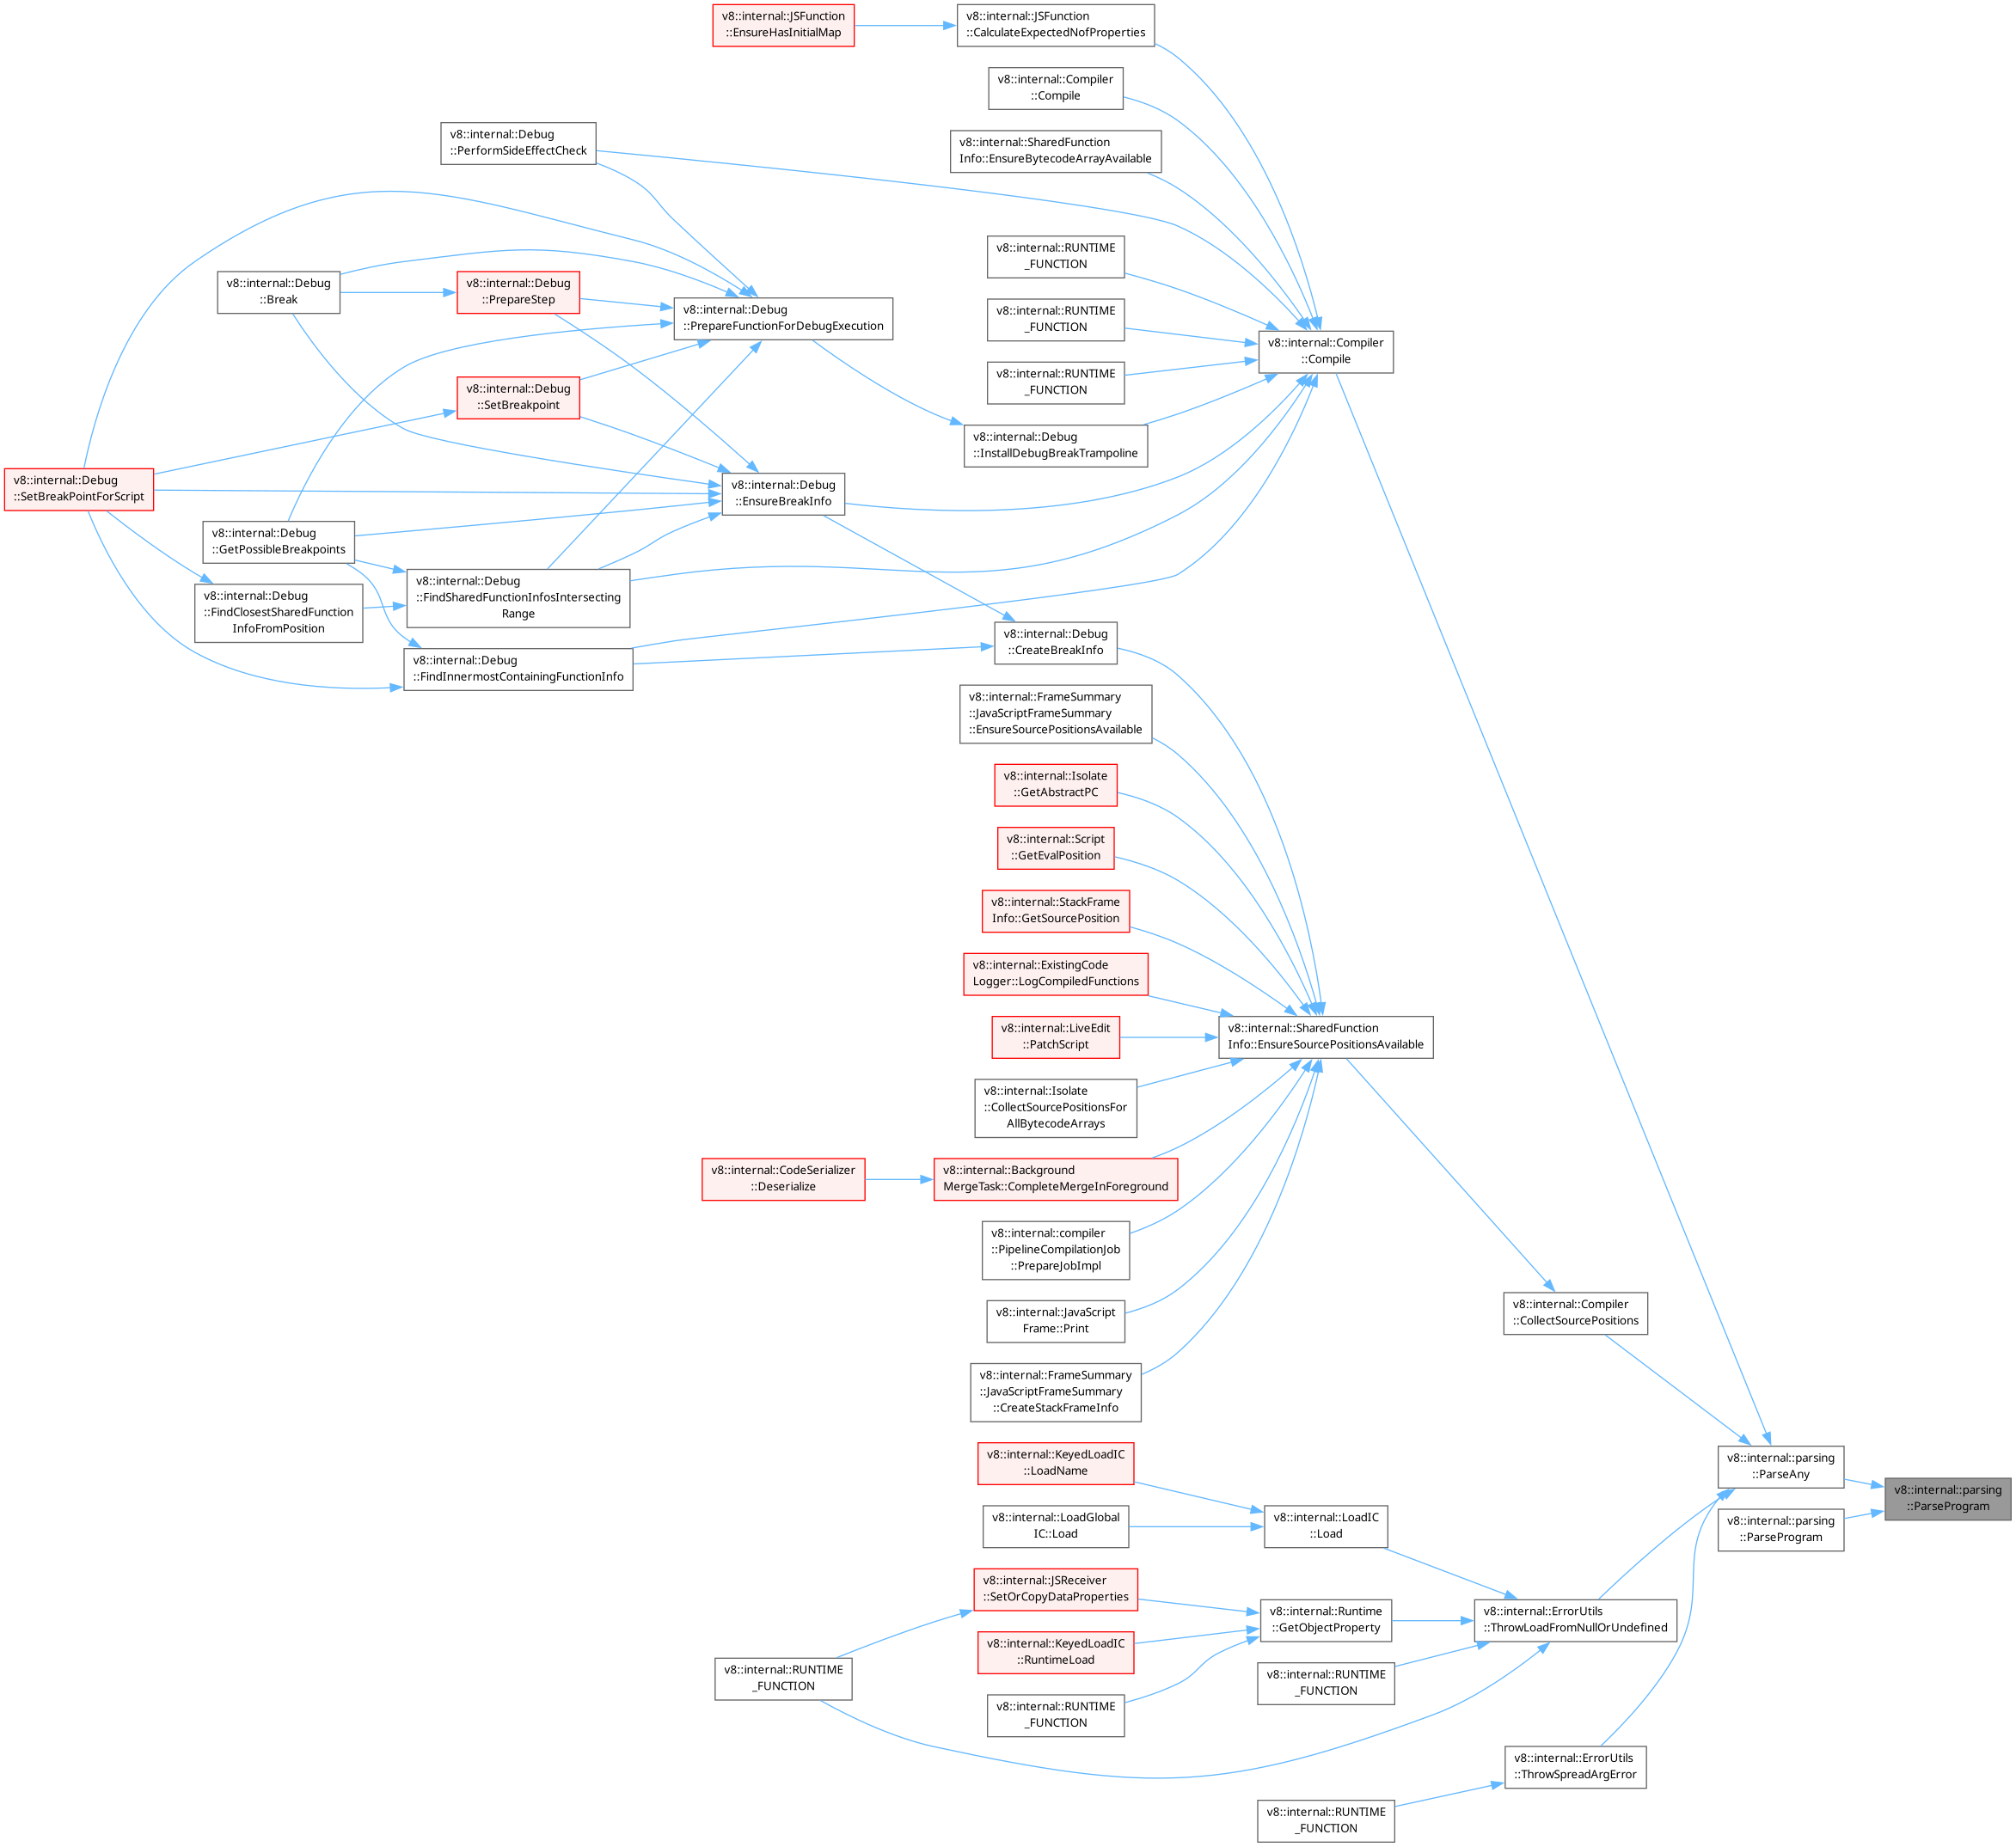 v8::internal::JSFunction
::EnsureHasInitialMap
v8::internal::JSFunction
::CalculateExpectedNofProperties
v8::internal::Compiler
::Compile
v8::internal::Debug
::PerformSideEffectCheck
v8::internal::SharedFunction
Info::EnsureBytecodeArrayAvailable
v8::internal::RUNTIME
_FUNCTION
v8::internal::Debug
::Break
v8::internal::Debug
::PrepareStep
v8::internal::Debug
::PrepareFunctionForDebugExecution
v8::internal::RUNTIME
_FUNCTION
v8::internal::Compiler
::Compile
v8::internal::RUNTIME
_FUNCTION
v8::internal::Debug
::SetBreakpoint
v8::internal::Debug
::InstallDebugBreakTrampoline
v8::internal::Debug
::SetBreakPointForScript
v8::internal::Debug
::EnsureBreakInfo
v8::internal::Debug
::GetPossibleBreakpoints
v8::internal::Debug
::FindClosestSharedFunction
InfoFromPosition
v8::internal::Debug
::FindSharedFunctionInfosIntersecting
Range
v8::internal::Debug
::FindInnermostContainingFunctionInfo
v8::internal::Debug
::CreateBreakInfo
v8::internal::FrameSummary
::JavaScriptFrameSummary
::EnsureSourcePositionsAvailable
v8::internal::Isolate
::GetAbstractPC
v8::internal::Script
::GetEvalPosition
v8::internal::StackFrame
Info::GetSourcePosition
v8::internal::ExistingCode
Logger::LogCompiledFunctions
v8::internal::LiveEdit
::PatchScript
v8::internal::SharedFunction
Info::EnsureSourcePositionsAvailable
v8::internal::Isolate
::CollectSourcePositionsFor
AllBytecodeArrays
v8::internal::CodeSerializer
::Deserialize
v8::internal::Background
MergeTask::CompleteMergeInForeground
v8::internal::compiler
::PipelineCompilationJob
::PrepareJobImpl
v8::internal::JavaScript
Frame::Print
v8::internal::Compiler
::CollectSourcePositions
v8::internal::FrameSummary
::JavaScriptFrameSummary
::CreateStackFrameInfo
v8::internal::KeyedLoadIC
::LoadName
v8::internal::parsing
::ParseAny
v8::internal::parsing
::ParseProgram
v8::internal::LoadGlobal
IC::Load
v8::internal::LoadIC
::Load
v8::internal::parsing
::ParseProgram
v8::internal::JSReceiver
::SetOrCopyDataProperties
v8::internal::Runtime
::GetObjectProperty
v8::internal::ErrorUtils
::ThrowLoadFromNullOrUndefined
v8::internal::KeyedLoadIC
::RuntimeLoad
v8::internal::RUNTIME
_FUNCTION
v8::internal::RUNTIME
_FUNCTION
v8::internal::RUNTIME
_FUNCTION
v8::internal::ErrorUtils
::ThrowSpreadArgError
v8::internal::RUNTIME
_FUNCTION